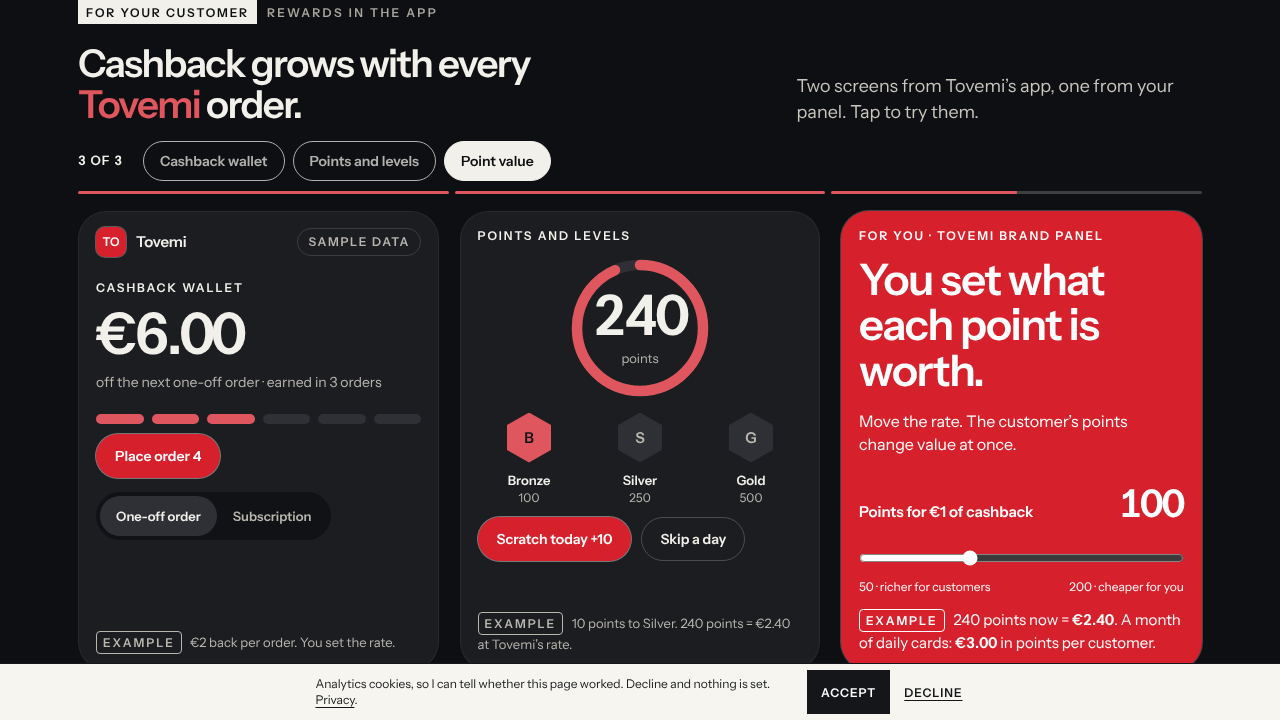 FOR YOUR CUSTOMER REWARDS IN THE APP
Cashback grows with every
Tovemi order.
Two screens from Tovemi's app, one from your
panel. Tap to try them.
3 OF 3 Cashback wallet Points and levels Point value
TO Tovemi SAMPLE DATA
CASHBACK WALLET
€6.00
off the next one-off order · earned in 3 orders
Place order 4
One-off order Subscription
EXAMPLE €2 back per order. You set the rate.
POINTS AND LEVELS
240
points
B S G
Bronze Silver Gold
100 250 500
Scratch today +10 Skip a day
EXAMPLE 10 points to Silver. 240 points = €2.40
at Tovemi's rate.
FOR YOU · TOVEMI BRAND PANEL
You set what
each point is
worth.
Move the rate. The customer's points
change value at once.
Points for €1 of cashback 100
50 · richer for customers 200 · cheaper for you
EXAMPLE 240 points now = €2.40. A month
of daily cards: €3.00 in points per customer.
Analytics cookies, so I can tell whether this page worked. Decline and nothing is set.
Privacy.
ACCEPT DECLINE